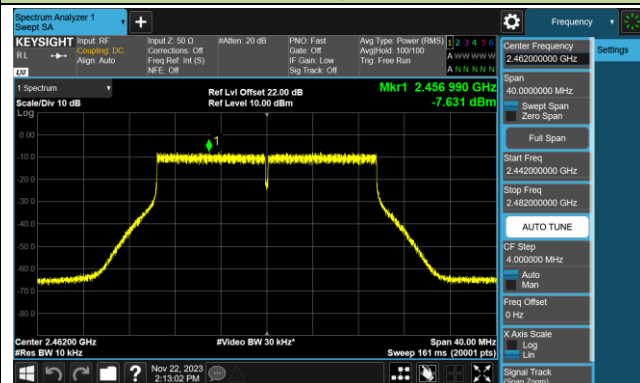 Spectrum Analyzer 1
Swept SA
+
Frequency
KEYSIGHT
RL
LXI
Input: RF
Coupling: DC
Align: Auto
Input Z: 50 Ω
Corrections: Off
Freq Ref: Int (S)
NFE: Off
#Atten: 20 dB
PNO: Fast
Gate: Off
IF Gain: Low
Sig Track: Off
Avg Type: Power (RMS)
Avg|Hold: 100/100
Trig: Free Run
1 2 3 4 5 6
A W W W W W
A N N N N N
Center Frequency
2.462000000 GHz
Settings
Span
40.0000000 MHz
Swept Span
Zero Span
Full Span
Start Freq
2.442000000 GHz
Stop Freq
2.482000000 GHz
AUTO TUNE
CF Step
4.000000 MHz
Auto
Man
Freq Offset
0 Hz
X Axis Scale
Log
Lin
Signal Track
(Span Zoom)
1 Spectrum
Scale/Div 10 dB
Log
Ref Lvl Offset 22.00 dB
Ref Level 10.00 dBm
Mkr1 2.456 990 GHz
-7.631 dBm
1
0.00
-10.0
-20.0
-30.0
-40.0
-50.0
-60.0
-70.0
-80.0
Center 2.46200 GHz
#Res BW 10 kHz
#Video BW 30 kHz*
Span 40.00 MHz
Sweep 161 ms (20001 pts)
?
Nov 22, 2023
2:13:02 PM